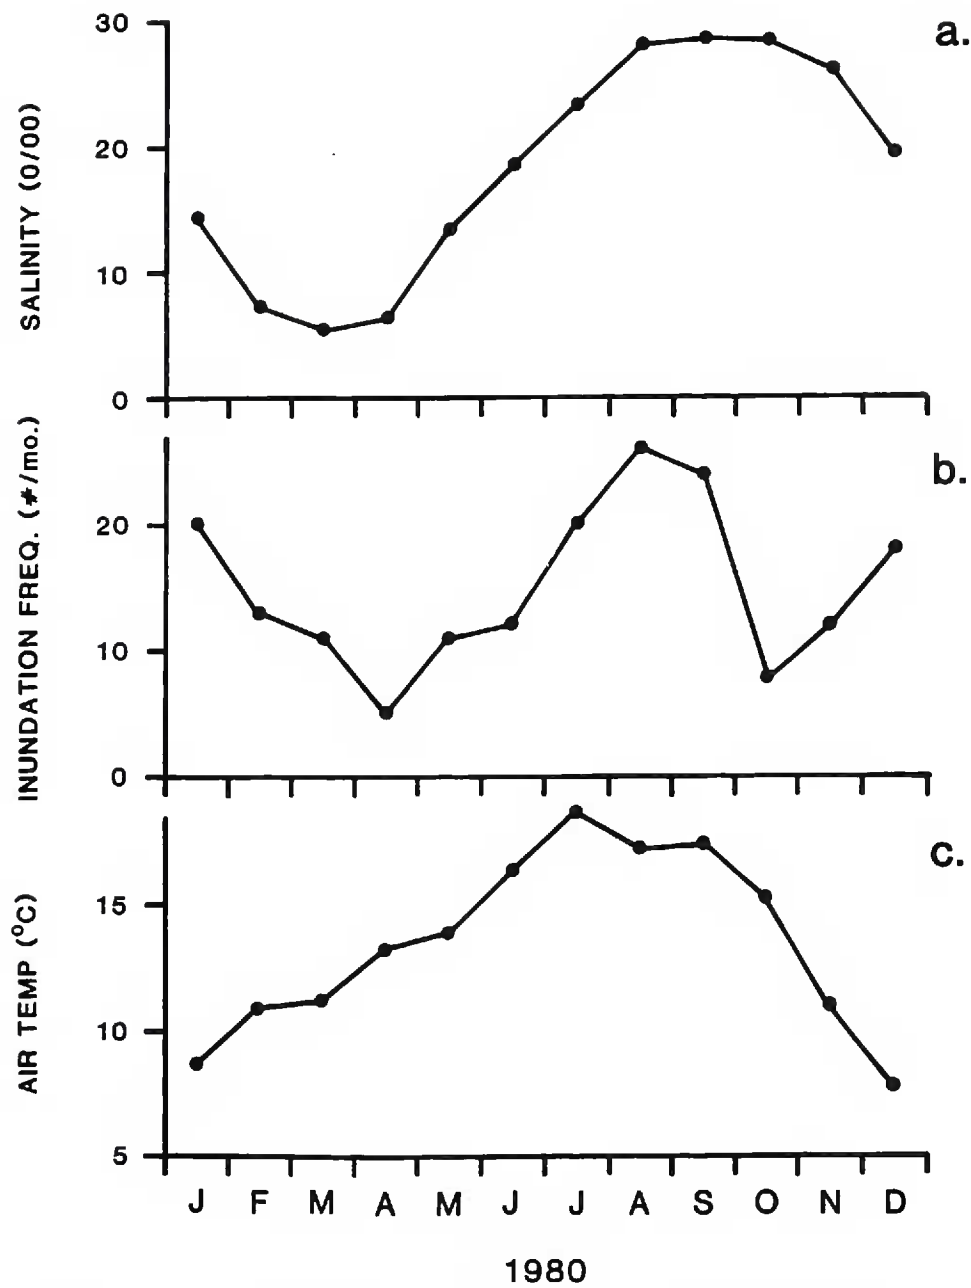 a.
SALINITY (0/00)
30
20
10
0
b.
INUNDATION FREQ. (#/mo.)
20
10
0
c.
AIR TEMP (°C)
15
10
5
J F M A M J J A S O N D
1980